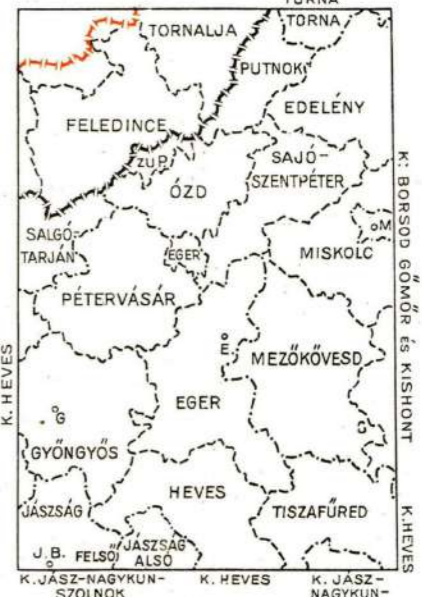 TORNA
TORNALJA
TORNA
PUTNOK
EDELÉNY
FELEDINCE
zu P.
SAJÓ-
SZENTPÉTER
ÓZD
SALGÓ-
TARJÁN
EGER
M
MISKOLC
PÉTERVÁSÁR
E.
MEZŐKÖVESD
EGER
G
GYÖNGYÖS
HEVES
TISZAFÜRED
JÁSZSÁG
J.B. FELSŐ
JÁSZSÁG
ALSÓ
K. HEVES
K. BORSOD GÖMÖR ÉS KISHONT
K.HEVES
K.JÁSZ-NAGYKUN-
SZOLNOK
K. HEVES
K. JÁSZ-
NAGYKUN-